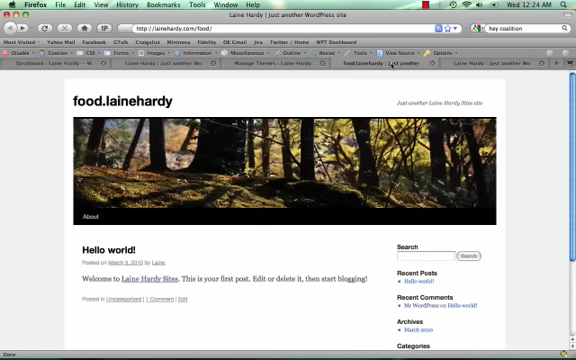 Firefox File Edit View History Bookmarks Tools Window Help Wed 12:24 AM
Laine Hardy | Just another WordPress site
http://lainehardy.com/food/
hey coalition
Most Visited Yahoo Mail Facebook GTalk Craigslist Mimoco Fidelity OK Gmail Jira ThruTU Home WPT Dashboard
Disable Cookies CSS Forms Images Information Miscellaneous Outline Resize Tools View Source Options
Dashboard ‹ Laine Hardy — W... Laine Hardy | Just another Wo... Manage Themes ‹ Laine Hardy... food.lainehardy | Just another Laine Hardy | Just another Wo...
food.lainehardy
Just another Laine Hardy Sites site
About
Hello world!
Posted on March 5, 2010 by Laine
Welcome to Laine Hardy Sites. This is your first post. Edit or delete it, then start blogging!
Posted in Uncategorized | 1 Comment | Edit
Search
Search
Recent Posts
Hello world!
Recent Comments
Mr WordPress on Hello world!
Archives
March 2010
Categories
Done